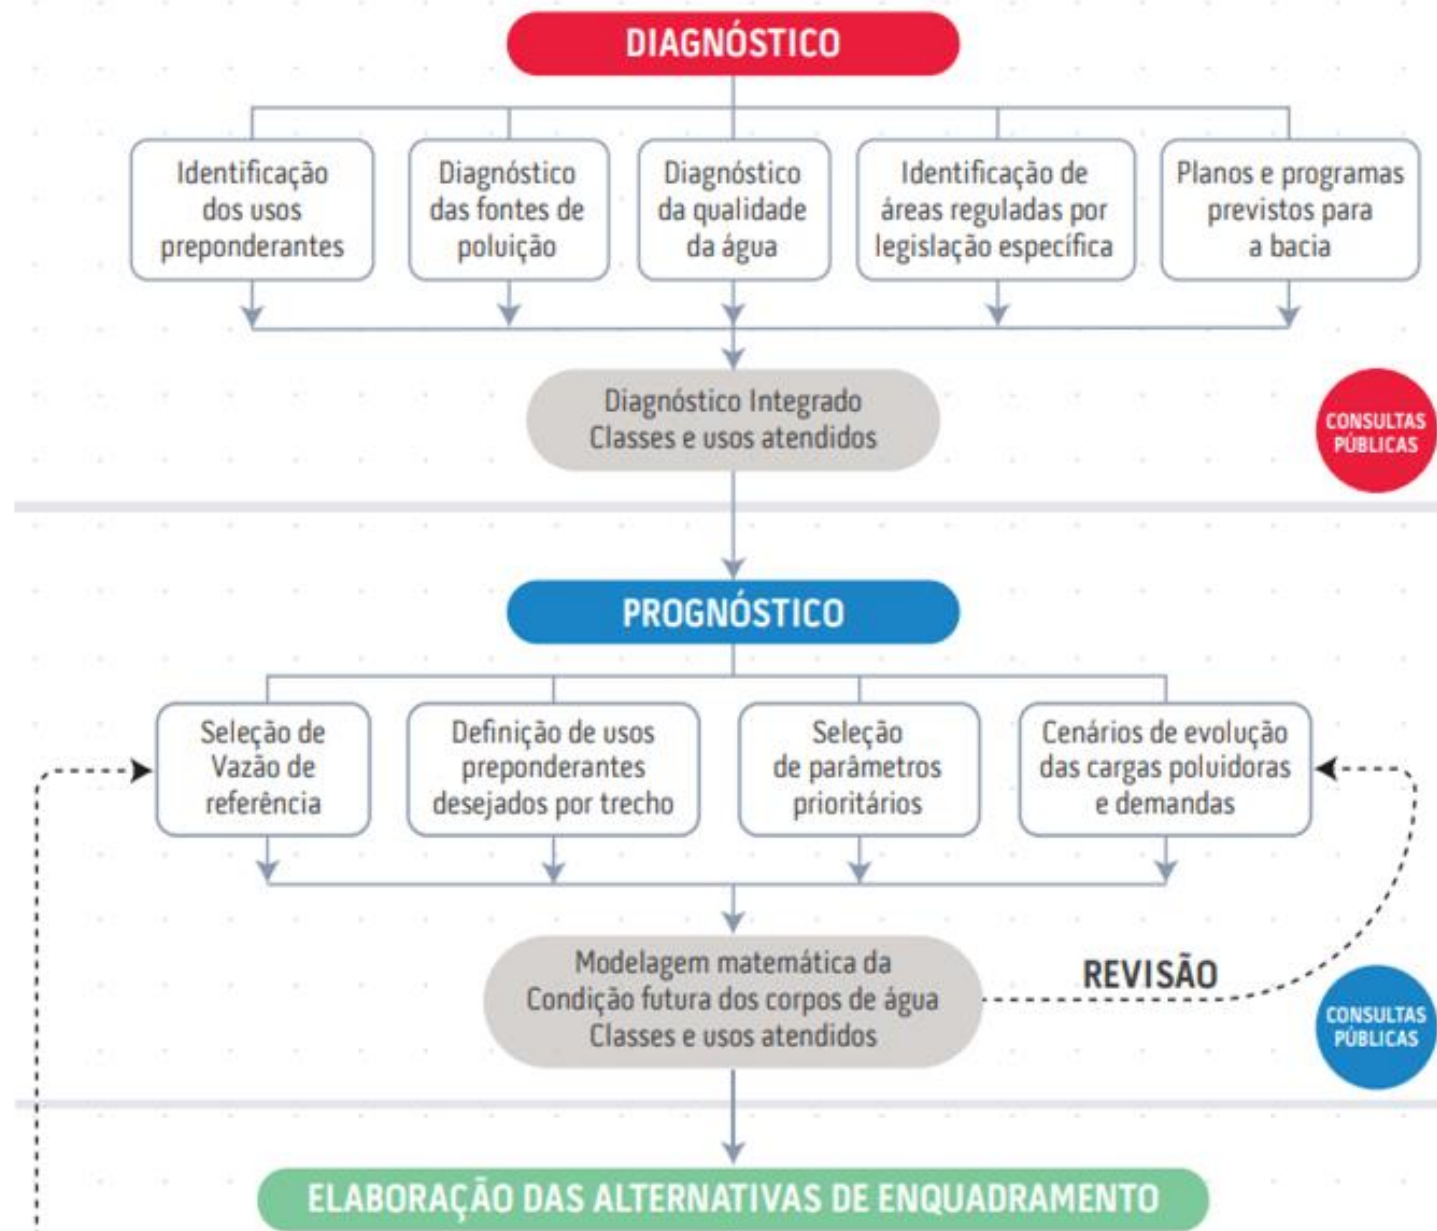 DIAGNÓSTICO
Identificação
dos usos
preponderantes
Diagnóstico
das fontes de
poluição
Diagnóstico
da qualidade
da água
Identificação de
áreas reguladas por
legislação específica
Planos e programas
previstos para
a bacia
Diagnóstico Integrado
Classes e usos atendidos
CONSULTAS
PÚBLICAS
PROGNÓSTICO
Seleção de
Vazão de
referência
Definição de usos
preponderantes
desejados por trecho
Seleção
de parâmetros
prioritários
Cenários de evolução
das cargas poluidoras
e demandas
Modelagem matemática da
Condição futura dos corpos de água
Classes e usos atendidos
REVISÃO
CONSULTAS
PÚBLICAS
ELABORAÇÃO DAS ALTERNATIVAS DE ENQUADRAMENTO